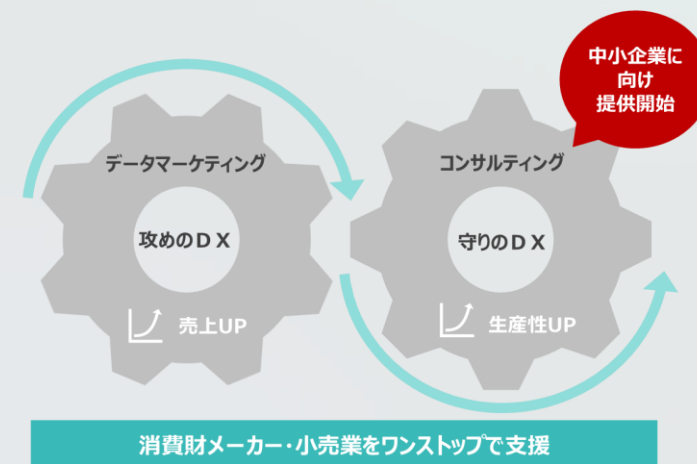 中小企業に
向け
提供開始
データマーケティング
攻めのDX
売上UP
コンサルティング
守りのDX
生産性UP
消費財メーカー・小売業をワンストップで支援